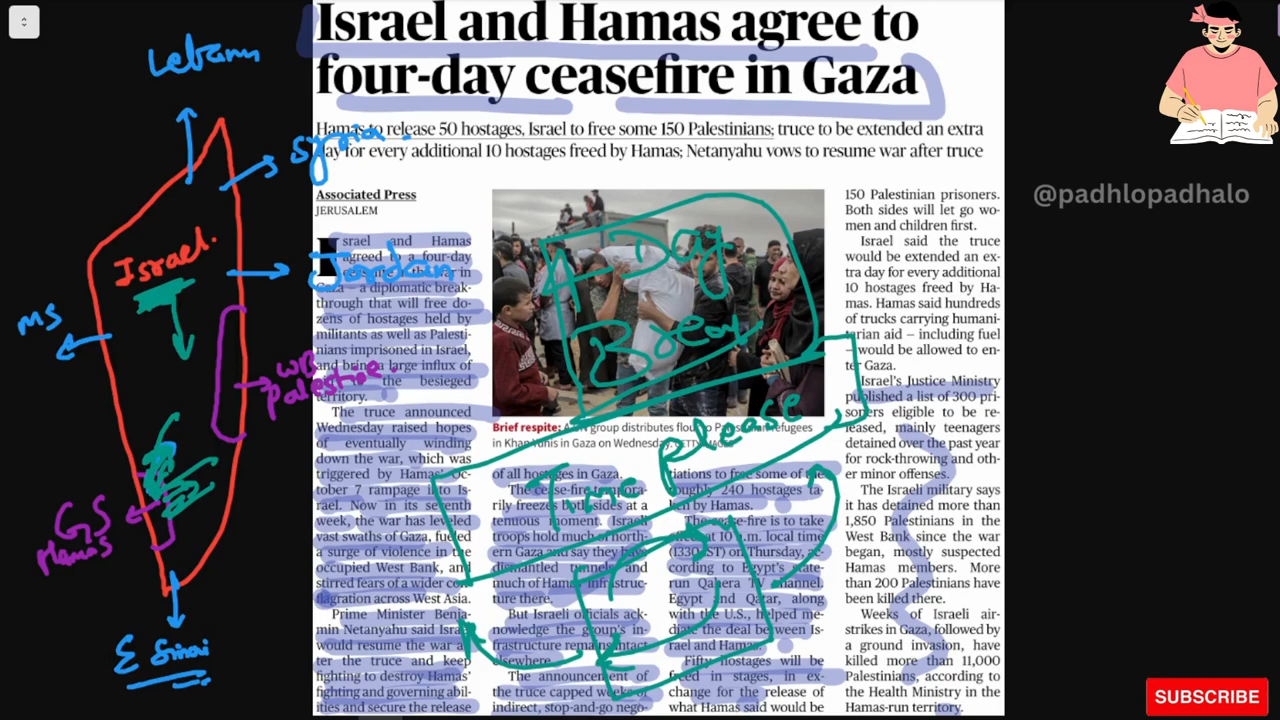 Israel and Hamas agree to
four-day ceasefire in Gaza
Hamas to release 50 hostages, Israel to free some 150 Palestinians; truce to be extended an extra
day for every additional 10 hostages freed by Hamas; Netanyahu vows to resume war after truce
Lebanon
Syria
Israel.
Jordan
MS
WB
Palestine.
GS
Hamas
E Sinai
Associated Press
JERUSALEM
Israel and Hamas
agreed to a four-day
ceasefire in the war in
Gaza – a diplomatic break-
through that will free do-
zens of hostages held by
militants as well as Palesti-
nians imprisoned in Israel,
and bring a large influx of
to the besieged
territory.
The truce announced
Wednesday raised hopes
of eventually winding
down the war, which was
triggered by Hamas' Oc-
tober 7 rampage into Is-
rael. Now in its seventh
week, the war has leveled
vast swaths of Gaza, fueled
a surge of violence in the
occupied West Bank, and
stirred fears of a wider con-
flagration across West Asia.
Prime Minister Benja-
min Netanyahu said Israel
would resume the war af-
ter the truce and keep
fighting to destroy Hamas'
fighting and governing abil-
ities and secure the release
4 Day
Break
Brief respite: A UN group distributes flour to Palestinian refugees
in Khan Yunis in Gaza on Wednesday. GETTY IMAGES
Release
of all hostages in Gaza.
The cease-fire tempora-
rily freezes both sides at a
tenuous moment. Israeli
troops hold much of north-
ern Gaza and say they have
dismantled tunnels and
much of Hamas' infrastruc-
ture there.
But Israeli officials ack-
nowledge the group's in-
frastructure remains intact
elsewhere.
The announcement of
the truce capped weeks of
indirect, stop-and-go nego-
tiations to free some of the
roughly 240 hostages ta-
ken by Hamas.
The cease-fire is to take
effect at 10 a.m. local time
(1330 IST) on Thursday, ac-
cording to Egypt's state-
run Qahera TV channel.
Egypt and Qatar, along
with the U.S., helped me-
diate the deal between Is-
rael and Hamas.
Fifty hostages will be
freed in stages, in ex-
change for the release of
what Hamas said would be
150 Palestinian prisoners.
Both sides will let go wo-
men and children first.
Israel said the truce
would be extended an ex-
tra day for every additional
10 hostages freed by Ha-
mas. Hamas said hundreds
of trucks carrying humani-
tarian aid – including fuel
– would be allowed to en-
ter Gaza.
Israel's Justice Ministry
published a list of 300 pri-
soners eligible to be re-
leased, mainly teenagers
detained over the past year
for rock-throwing and oth-
er minor offenses.
The Israeli military says
it has detained more than
1,850 Palestinians in the
West Bank since the war
began, mostly suspected
Hamas members. More
than 200 Palestinians have
been killed there.
Weeks of Israeli air-
strikes in Gaza, followed by
a ground invasion, have
killed more than 11,000
Palestinians, according to
the Health Ministry in the
Hamas-run territory.
@padhlopadhalo
SUBSCRIBE